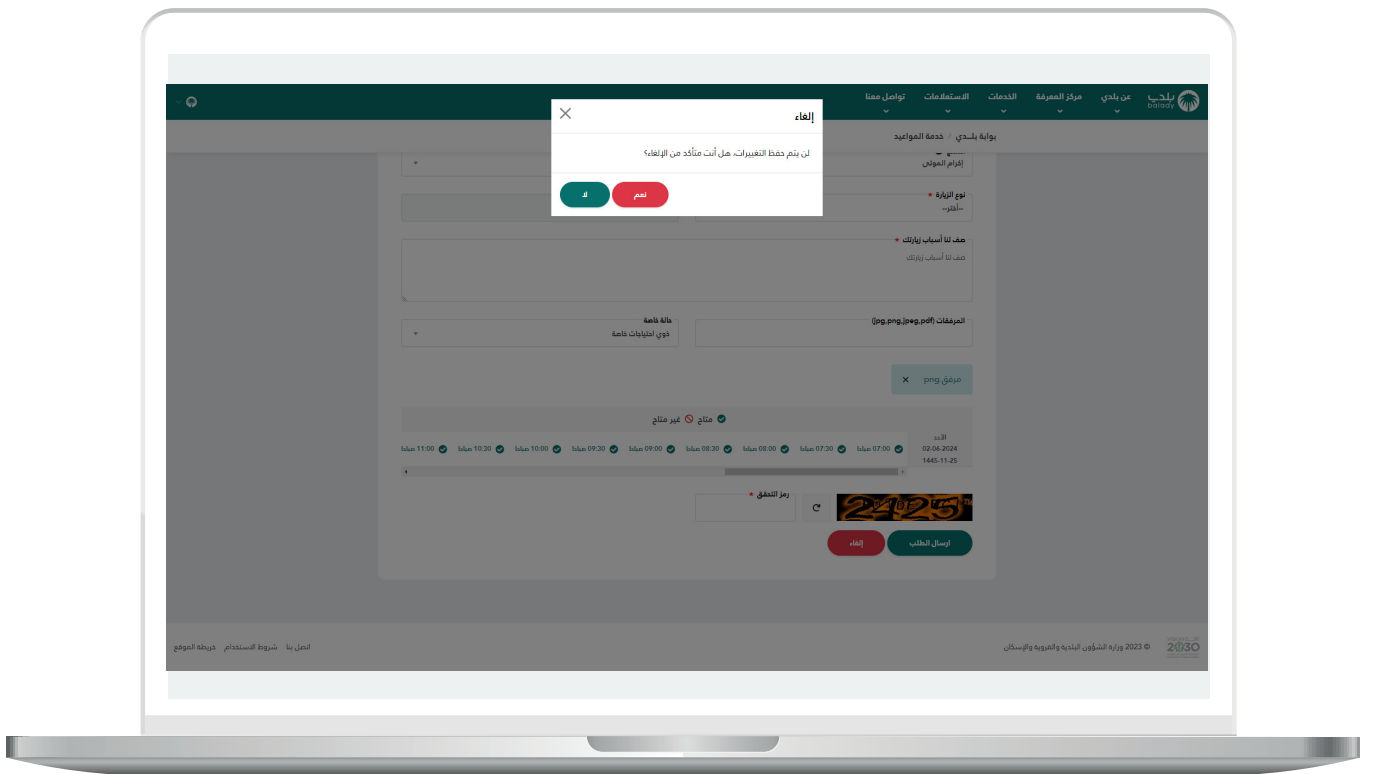 بلدي
balady
عن بلدي
مركز المعرفة
الخدمات
الاستعلامات
تواصل معنا
بوابة بلــدي / خدمة المواعيد
إلغاء
لن يتم حفظ التغييرات، هل أنت متأكد من الإلغاء؟
نعم
لا
إكرام الموتى
نوع الزيارة *
--أختر--
صف لنا أسباب زيارتك *
صف لنا أسباب زيارتك
المرفقات (jpg,png,jpeg,pdf)
حالة خاصة
ذوي احتياجات خاصة
مرفق.png
متاح
غير متاح
الأحد
02-06-2024
1445-11-25
07:00 صباحا
07:30 صباحا
08:00 صباحا
08:30 صباحا
09:00 صباحا
09:30 صباحا
10:00 صباحا
10:30 صباحا
11:00 صباحا
2425
رمز التحقق *
ارسال الطلب
إلغاء
2030
© 2023 وزارة الشؤون البلدية والقروية والإسكان
اتصل بنا
شروط الاستخدام
خريطة الموقع